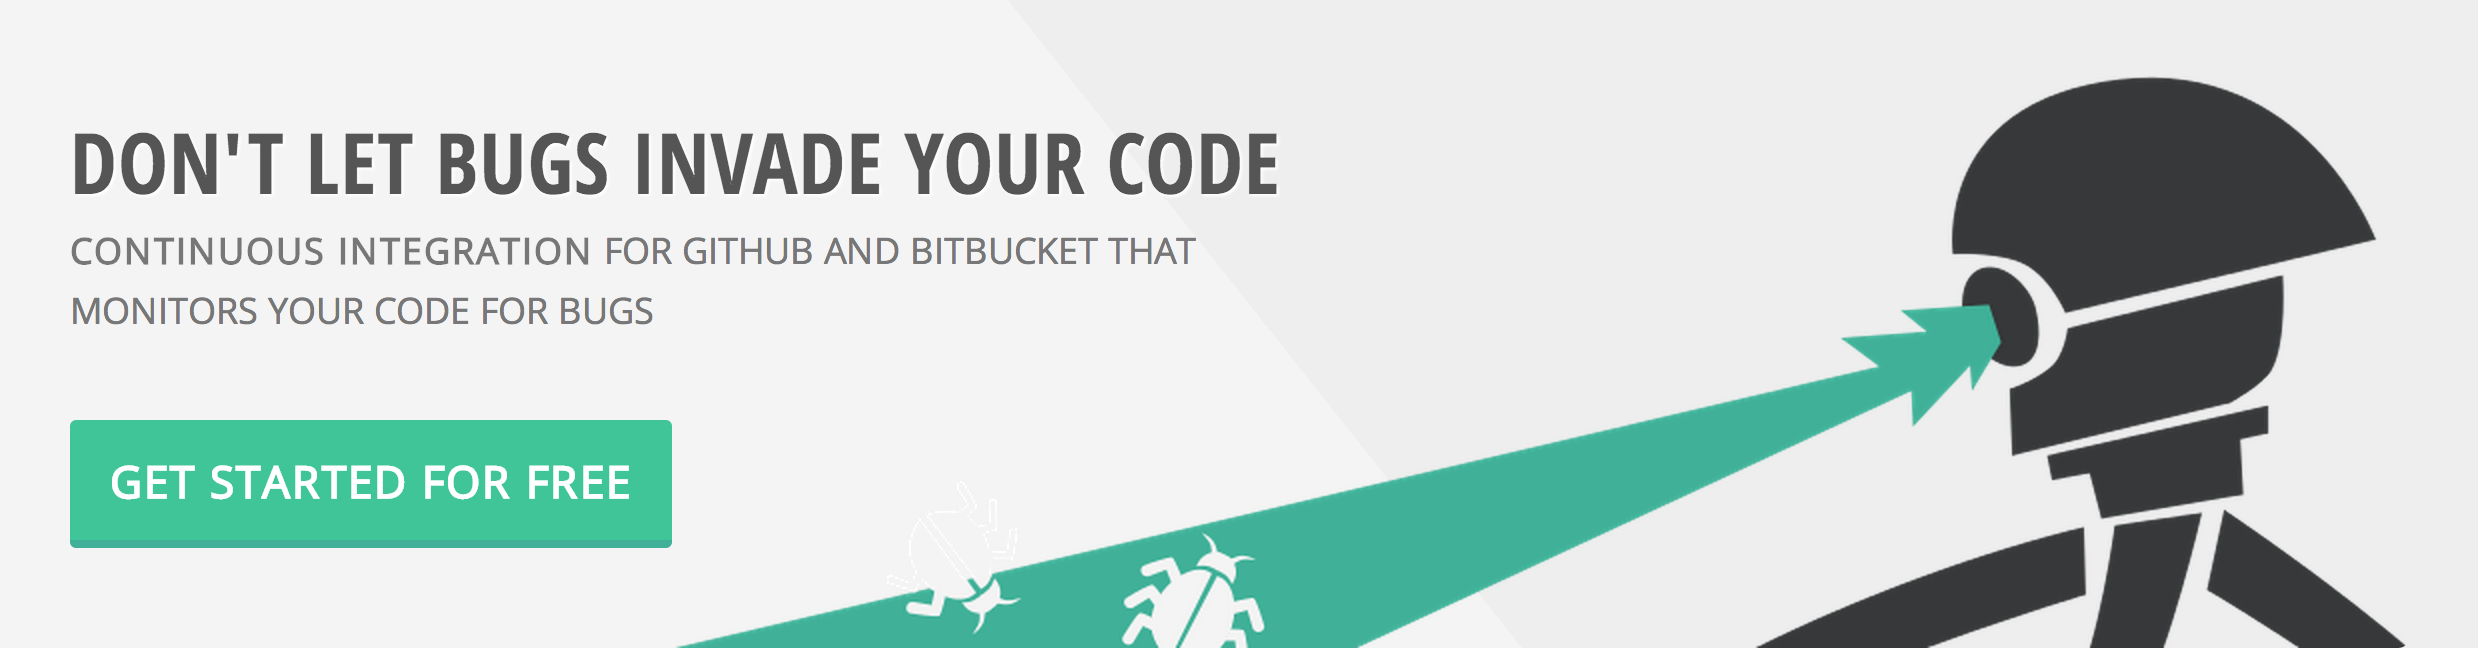 DON'T LET BUGS INVADE YOUR CODE
CONTINUOUS INTEGRATION FOR GITHUB AND BITBUCKET THAT
MONITORS YOUR CODE FOR BUGS
GET STARTED FOR FREE